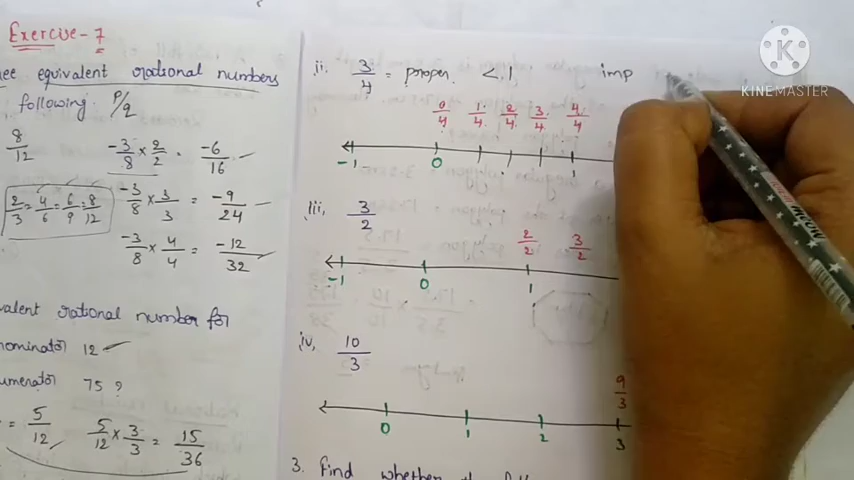 Exercise-7
equivalent rational numbers
following. P/q
8/12
-3/8 × 2/2 = -6/16
2/3 = 4/6 = 6/9 = 8/12
-3/8 × 3/3 = -9/24
-3/8 × 4/4 = -12/32
rational number for
12
75 ?
= 5/12
5/12 × 3/3 = 15/36
ii. 3/4 = proper. <1 imp
0/4 1/4 2/4 3/4 4/4
-1 0 1
iii, 3/2
2/2 3/2
-1 0 1
iv, 10/3
9/3
0 1 2 3
3. Find whether
KINEMASTER